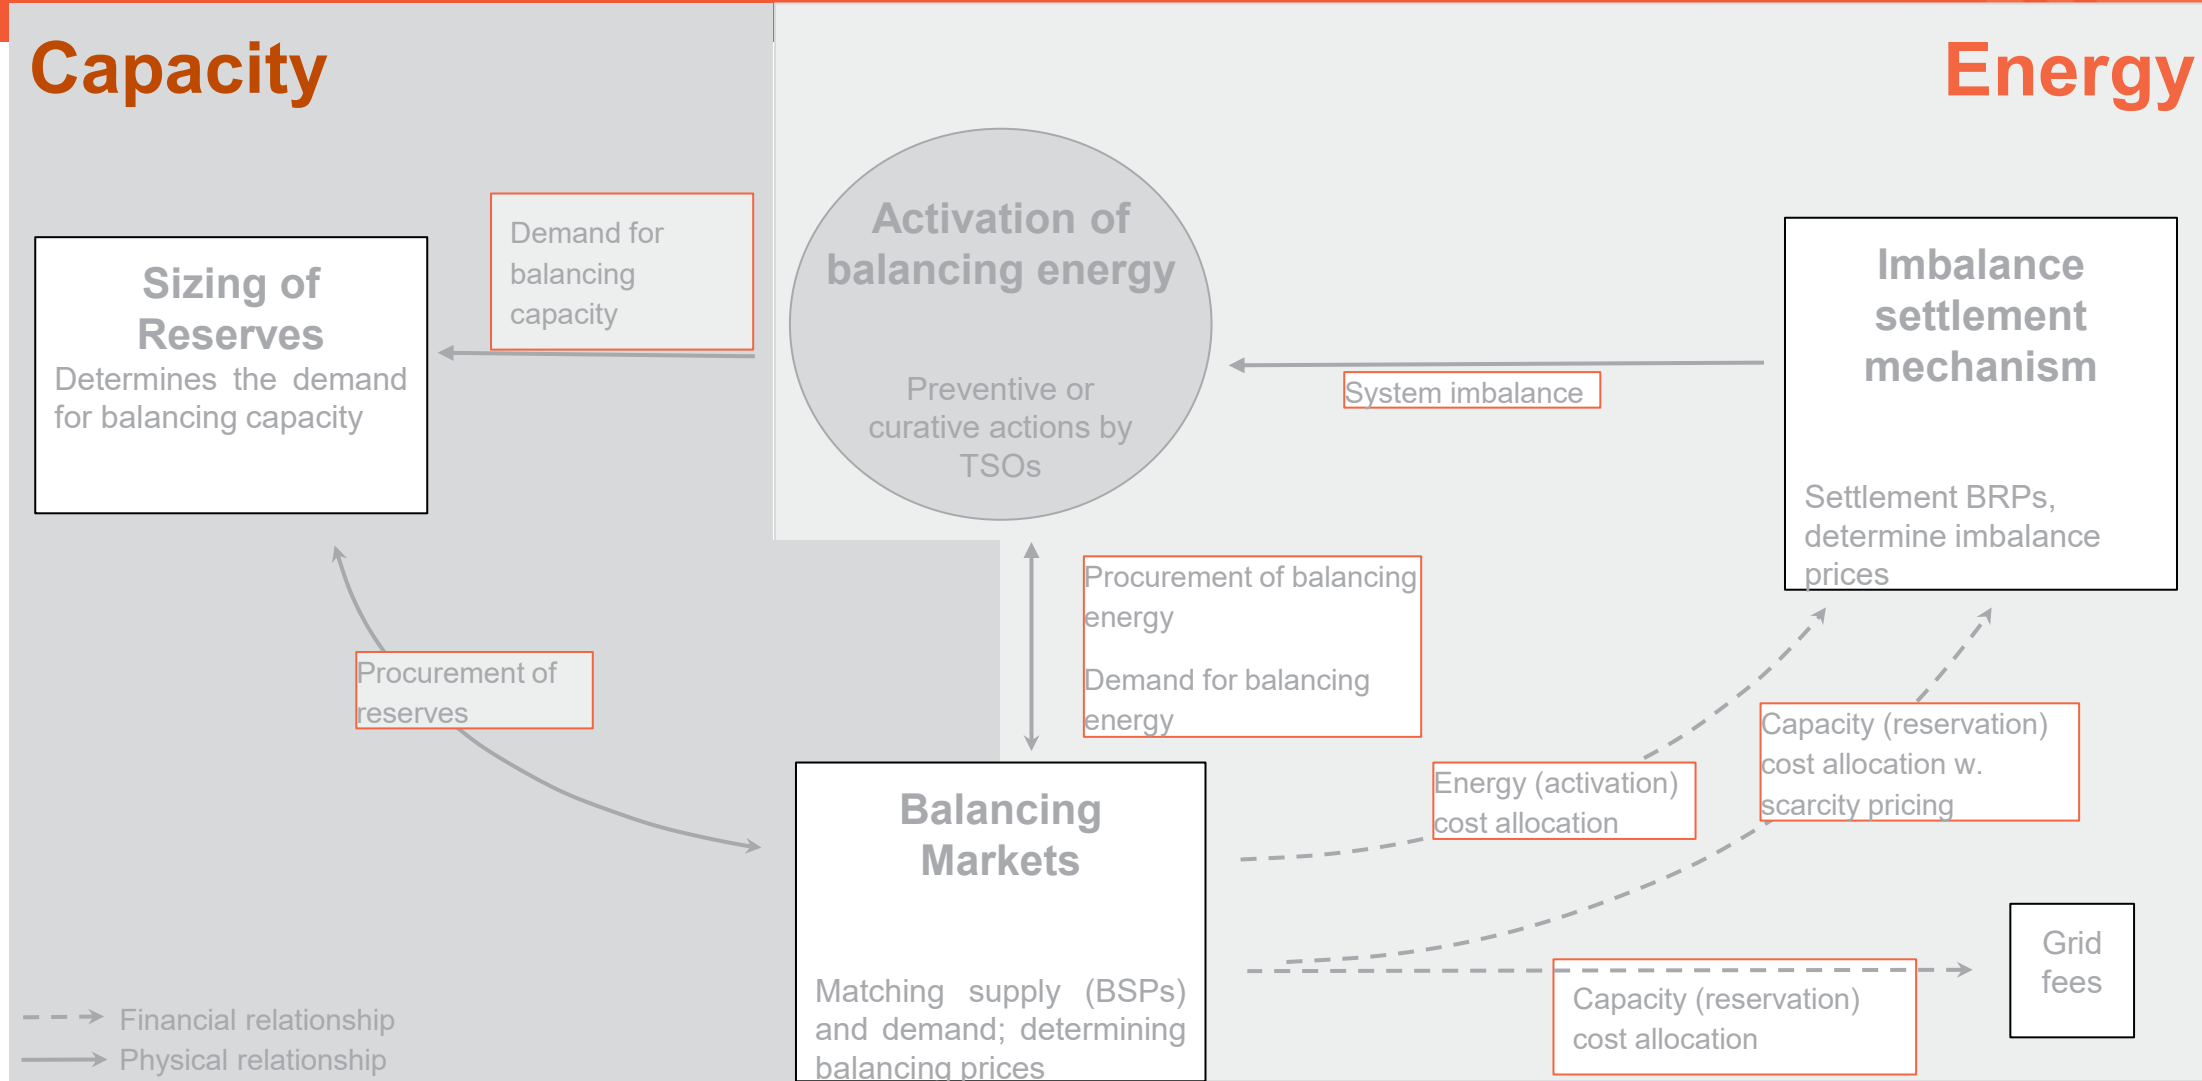 Capacity
Energy
Demand for
balancing
capacity
Sizing of
Reserves
Determines the demand
for balancing capacity
Activation of
balancing energy
Preventive or
curative actions by
TSOs
System imbalance
Imbalance
settlement
mechanism
Settlement BRPs,
determine imbalance
prices
Procurement of
reserves
Procurement of balancing
energy
Demand for balancing
energy
Energy (activation)
cost allocation
Capacity (reservation)
cost allocation w.
scarcity pricing
Balancing
Markets
Matching supply (BSPs)
and demand; determining
balancing prices
Grid
fees
Capacity (reservation)
cost allocation
Financial relationship
Physical relationship